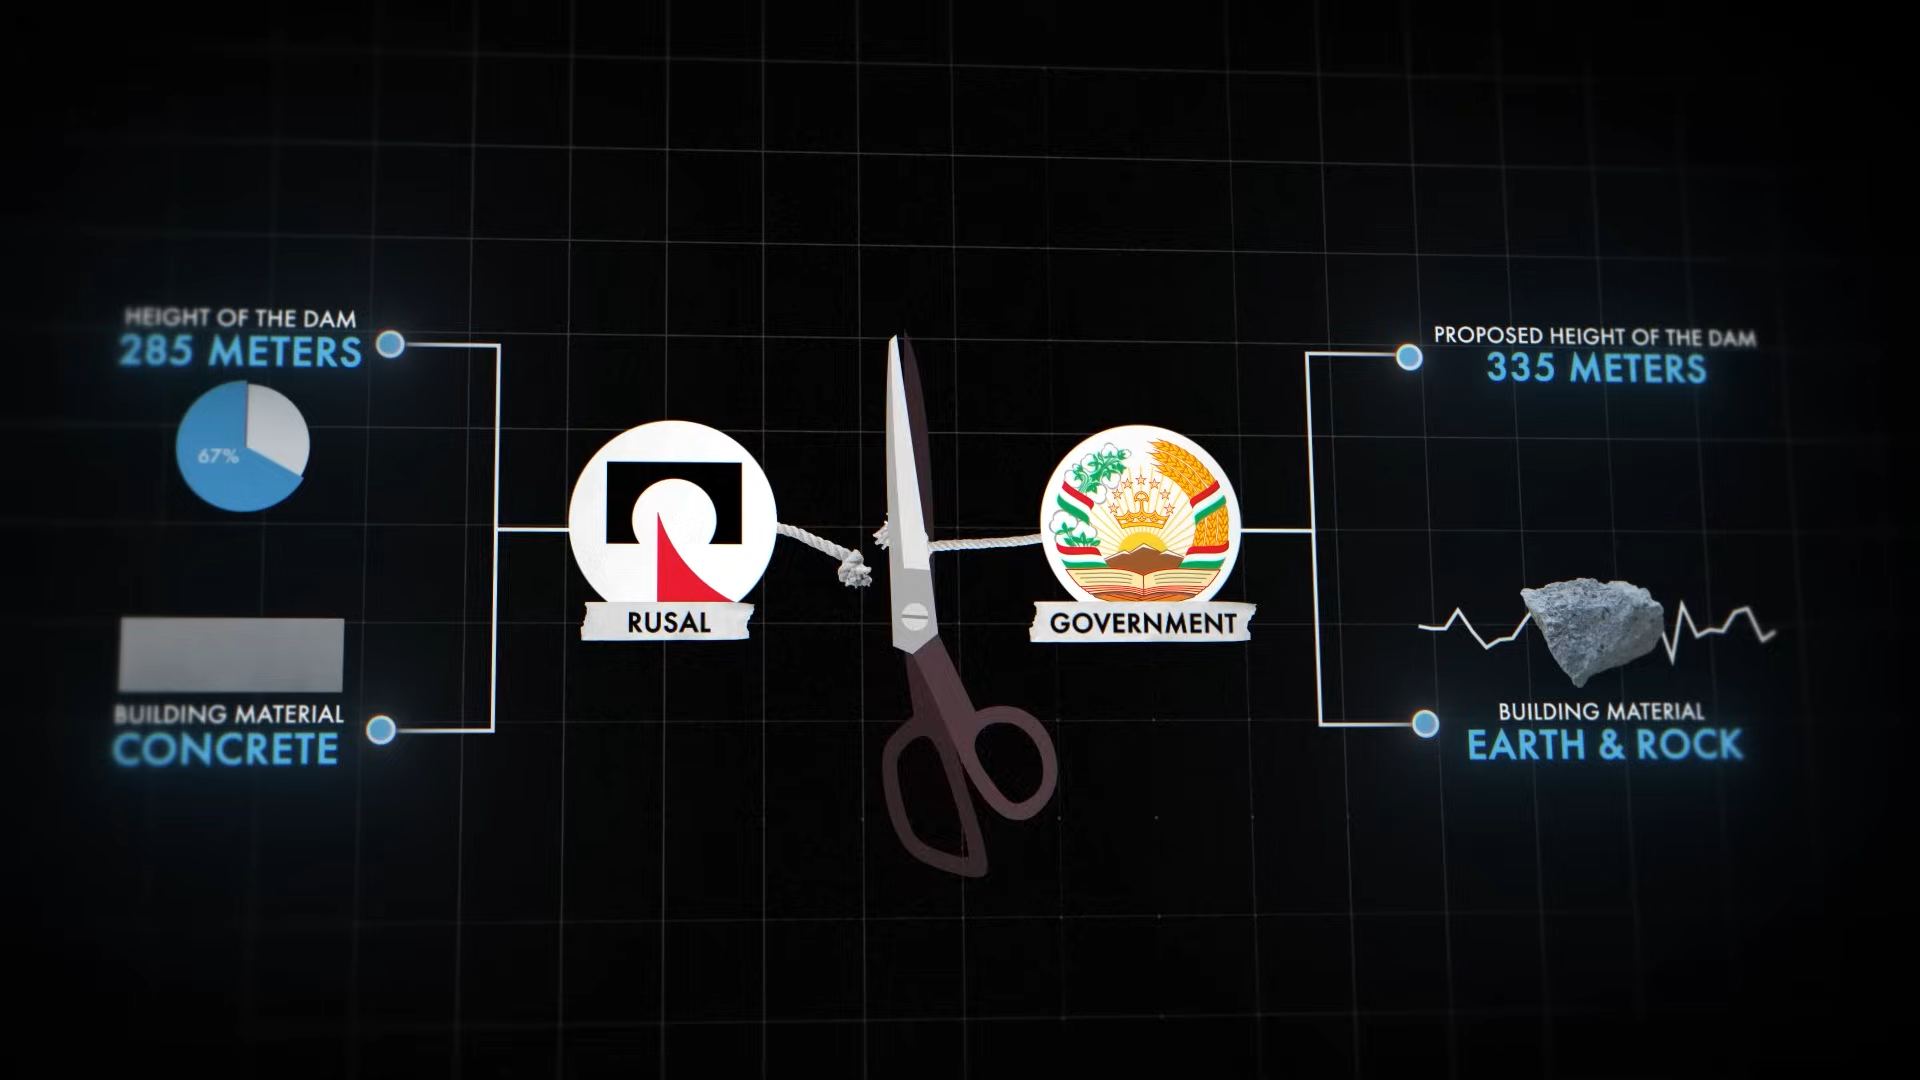 HEIGHT OF THE DAM
285 METERS
67%
BUILDING MATERIAL
CONCRETE
RUSAL
GOVERNMENT
PROPOSED HEIGHT OF THE DAM
335 METERS
BUILDING MATERIAL
EARTH & ROCK